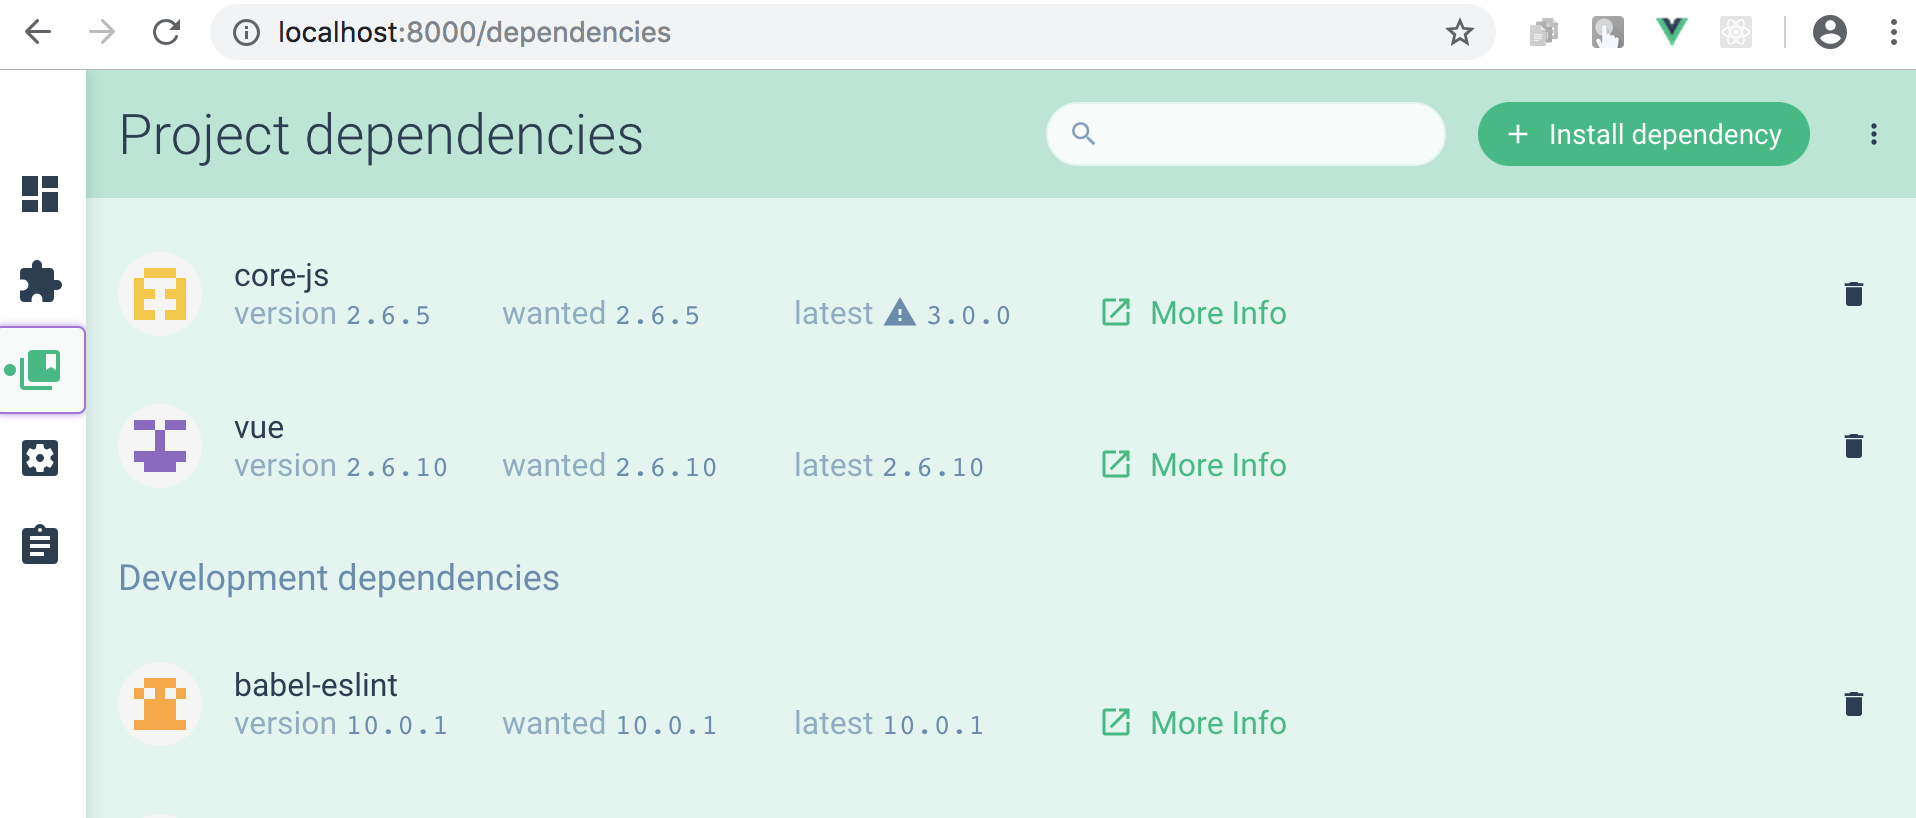 localhost:8000/dependencies
Project dependencies
+ Install dependency
core-js
version 2.6.5 wanted 2.6.5 latest 3.0.0 More Info
vue
version 2.6.10 wanted 2.6.10 latest 2.6.10 More Info
Development dependencies
babel-eslint
version 10.0.1 wanted 10.0.1 latest 10.0.1 More Info